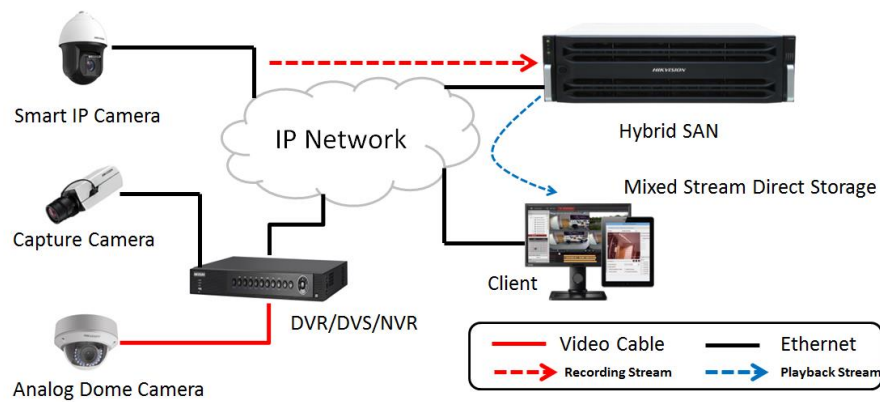 Smart IP Camera
IP Network
HIKVISION
Hybrid SAN
Mixed Stream Direct Storage
Capture Camera
Client
DVR/DVS/NVR
Analog Dome Camera
Video Cable
Ethernet
Recording Stream
Playback Stream